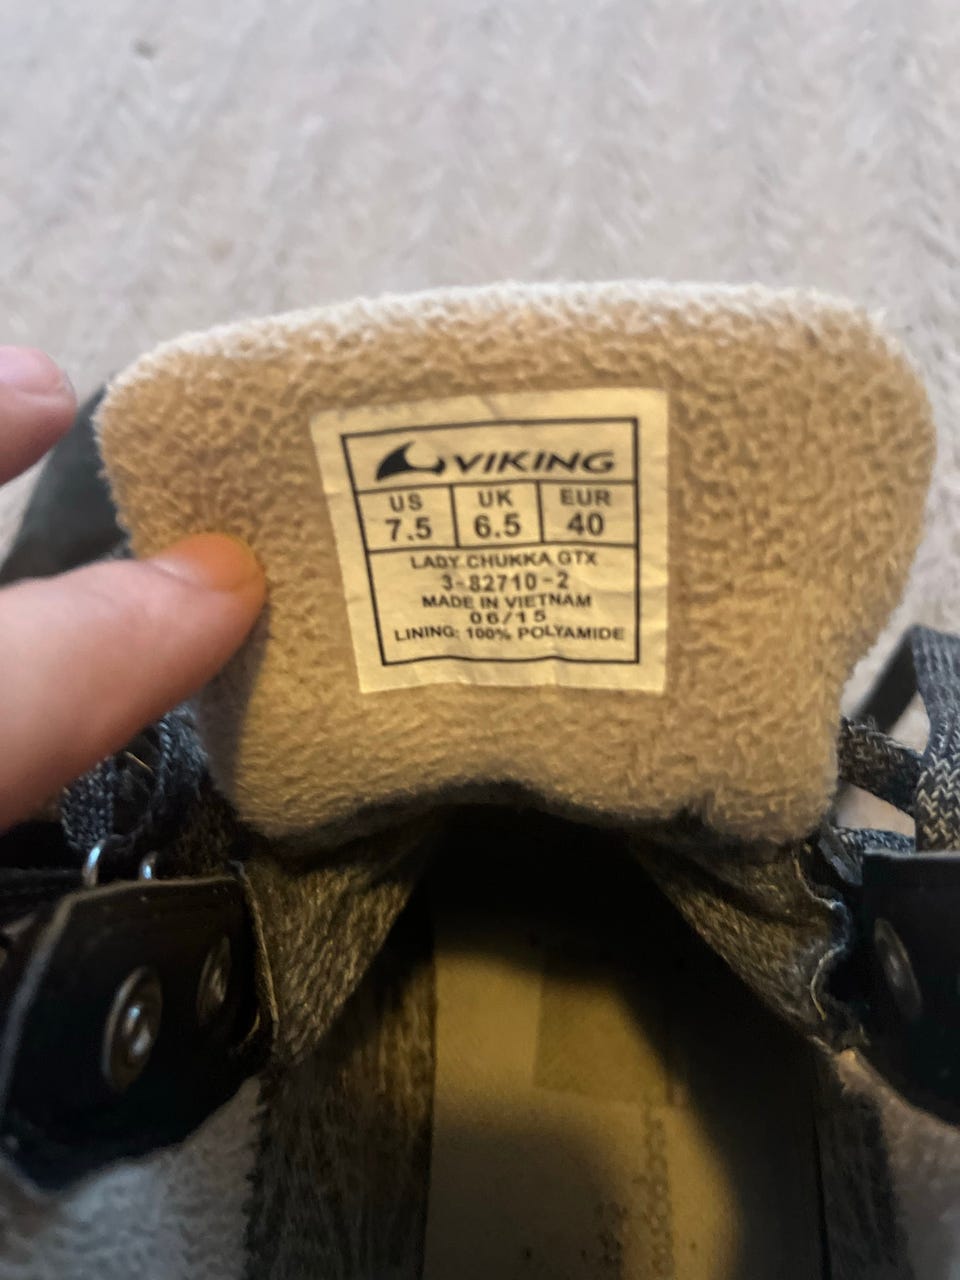 VIKING
US UK EUR
7.5 6.5 40
LADY CHUKKA GTX
3-82710-2
MADE IN VIETNAM
06/15
LINING: 100% POLYAMIDE